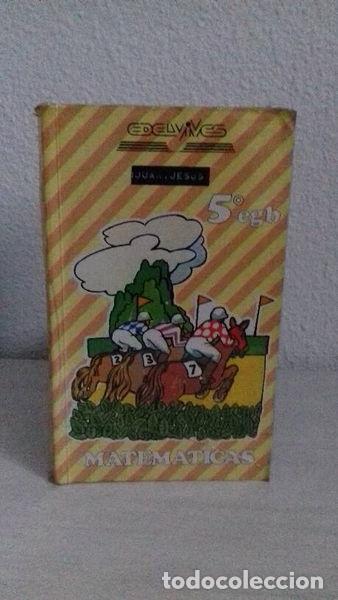 EDELVIVES
JUAN JESUS
5º egb
2 3 7
MATEMATICAS
todocoleccion